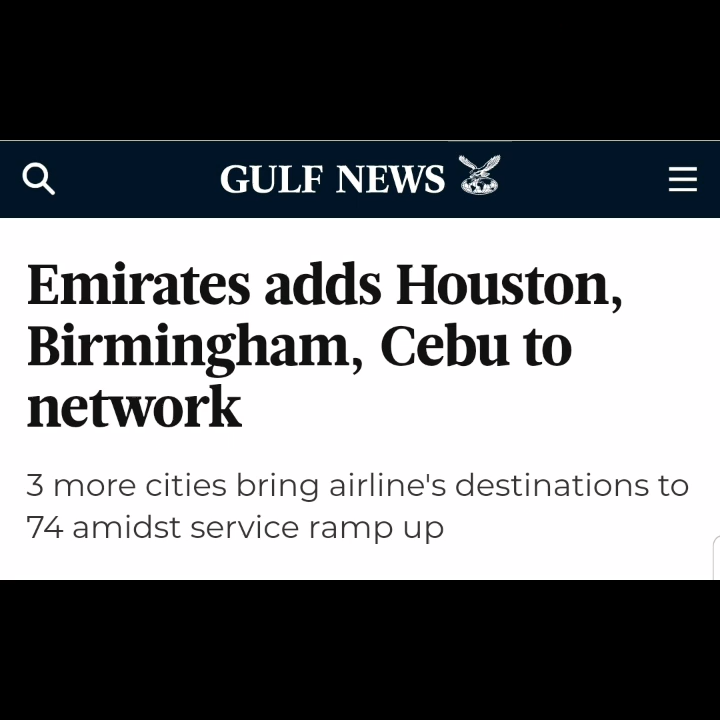 GULF NEWS
Emirates adds Houston,
Birmingham, Cebu to
network
3 more cities bring airline's destinations to
74 amidst service ramp up